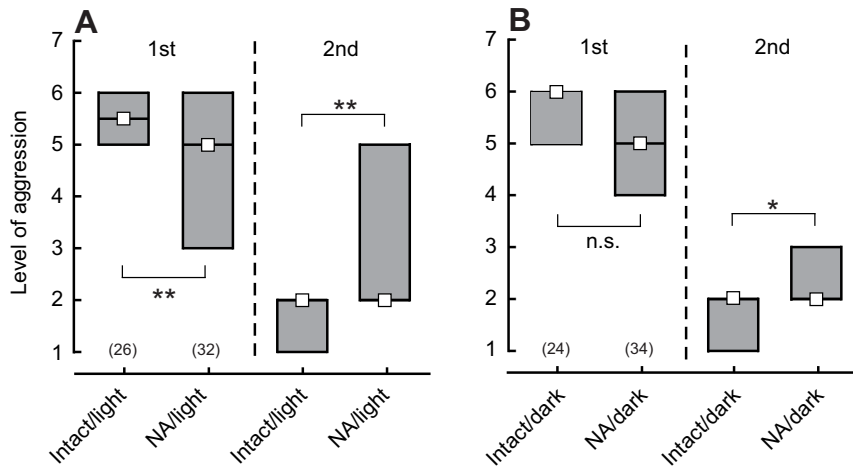 A
1st
2nd
Level of aggression
7
6
5
4
3
2
1
**
**
(26)
(32)
Intact/light
NA/light
Intact/light
NA/light
B
1st
2nd
7
6
5
4
3
2
1
n.s.
*
(24)
(34)
Intact/dark
NA/dark
Intact/dark
NA/dark